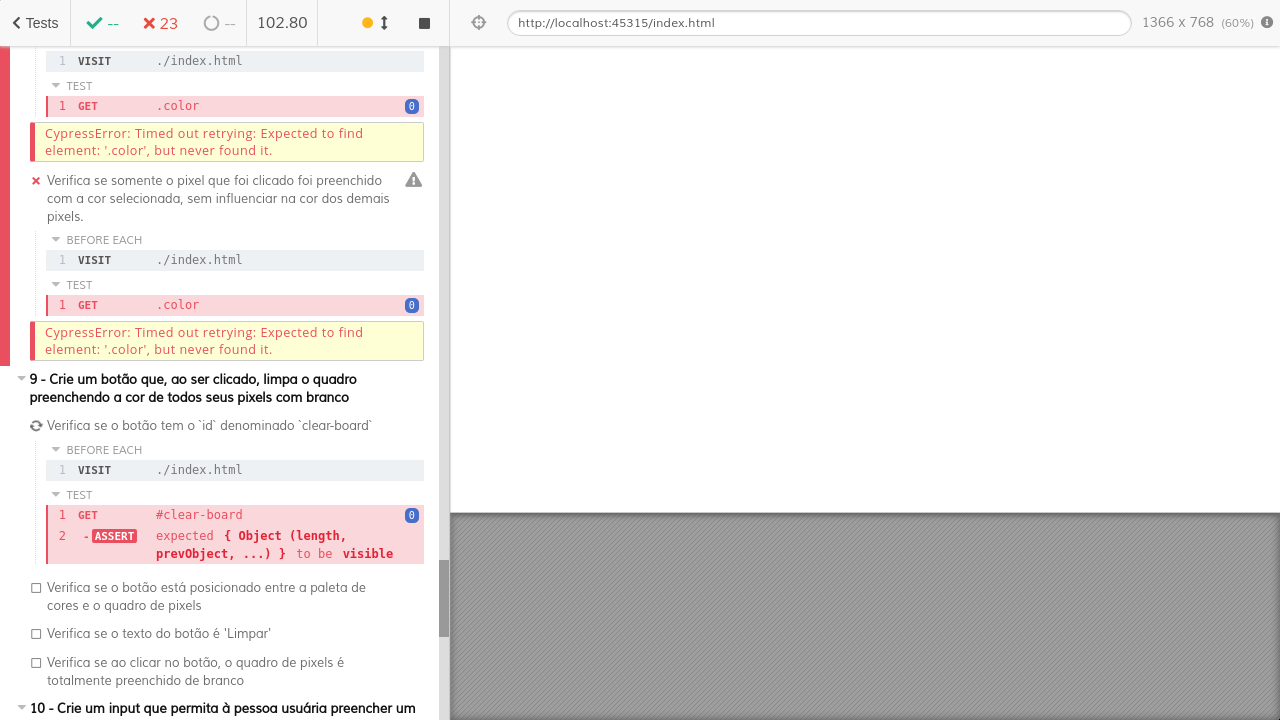 Tests
--
23
--
102.80
http://localhost:45315/index.html
1366 x 768 (60%)
1 VISIT ./index.html
TEST
1 GET .color 0
CypressError: Timed out retrying: Expected to find
element: '.color', but never found it.
Verifica se somente o pixel que foi clicado foi preenchido
com a cor selecionada, sem influenciar na cor dos demais
pixels.
BEFORE EACH
1 VISIT ./index.html
TEST
1 GET .color 0
CypressError: Timed out retrying: Expected to find
element: '.color', but never found it.
9 - Crie um botão que, ao ser clicado, limpa o quadro
preenchendo a cor de todos seus pixels com branco
Verifica se o botão tem o `id` denominado `clear-board`
BEFORE EACH
1 VISIT ./index.html
TEST
1 GET #clear-board 0
2 -ASSERT expected { Object (length,
prevObject, ...) } to be visible
Verifica se o botão está posicionado entre a paleta de
cores e o quadro de pixels
Verifica se o texto do botão é 'Limpar'
Verifica se ao clicar no botão, o quadro de pixels é
totalmente preenchido de branco
10 - Crie um input que permita à pessoa usuária preencher um